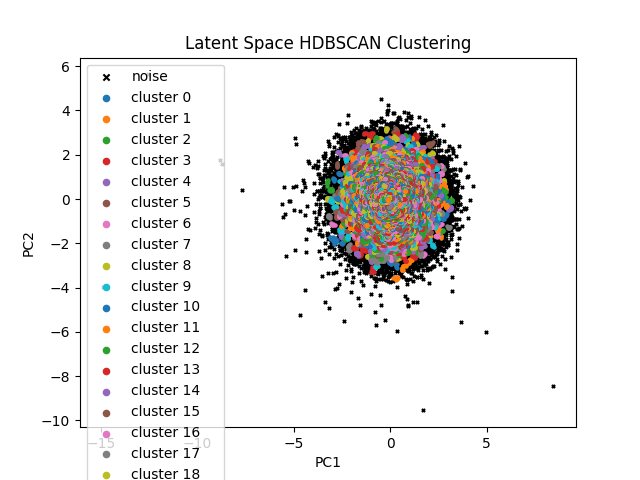 Latent Space HDBSCAN Clustering
6
4
2
0
−2
−4
−6
−8
−10
PC2
noise
cluster 0
cluster 1
cluster 2
cluster 3
cluster 4
cluster 5
cluster 6
cluster 7
cluster 8
cluster 9
cluster 10
cluster 11
cluster 12
cluster 13
cluster 14
cluster 15
cluster 16
cluster 17
cluster 18
−15
−10
−5
0
5
PC1